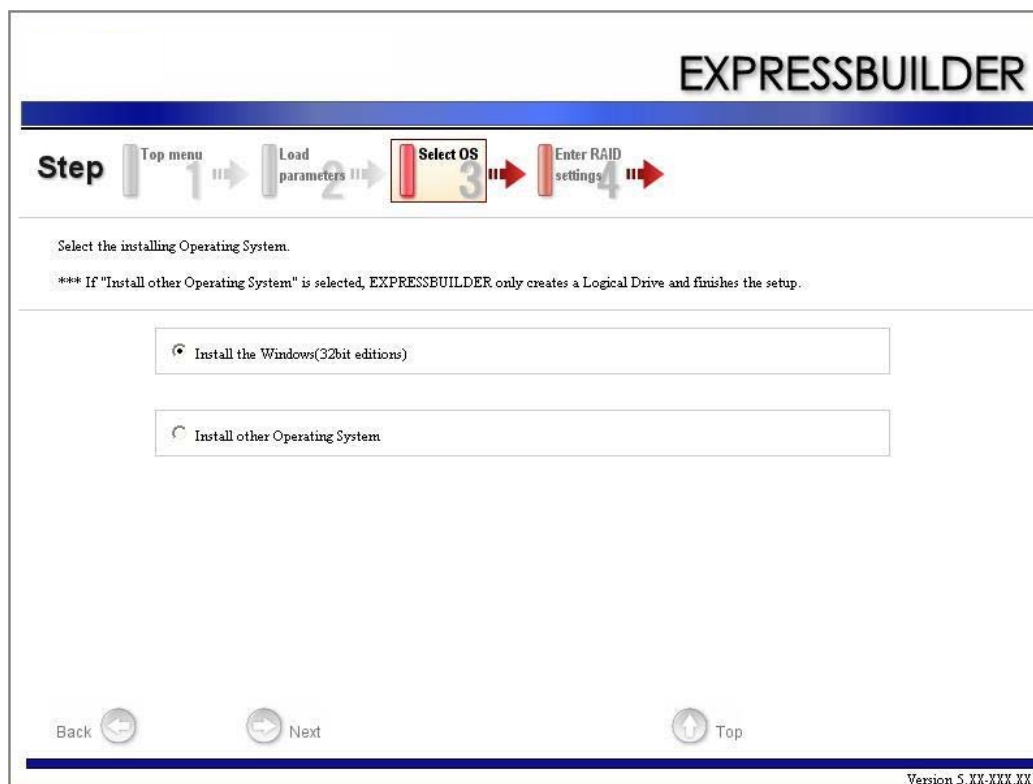 EXPRESSBUILDER
Step
Top menu
1
Load
parameters
2
Select OS
3
Enter RAID
settings
4
Select the installing Operating System.
*** If "Install other Operating System" is selected, EXPRESSBUILDER only creates a Logical Drive and finishes the setup.
Install the Windows(32bit editions)
Install other Operating System
Back
Next
Top
Version 5.XX-XXX.XX